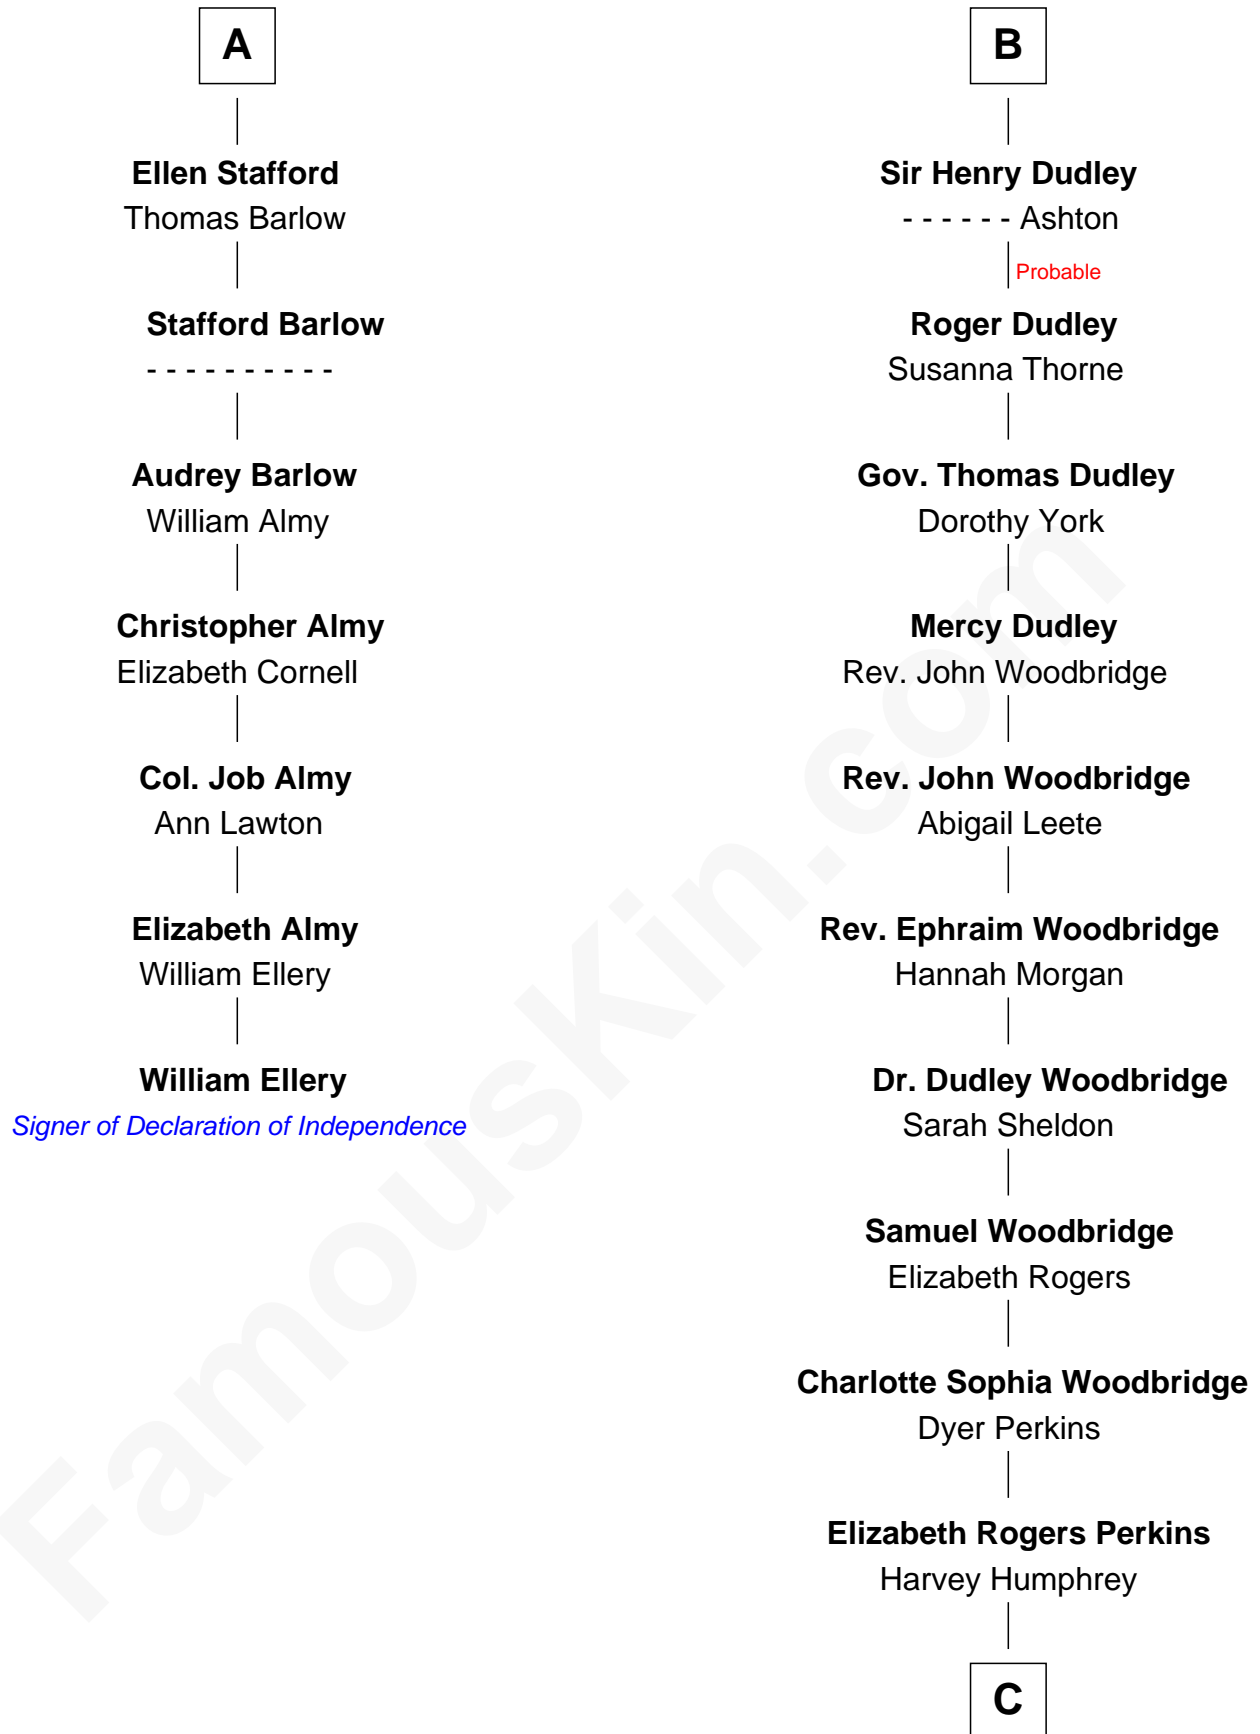 A
Ellen Stafford
Thomas Barlow
Stafford Barlow
- - - - - - - - - -
Audrey Barlow
William Almy
Christopher Almy
Elizabeth Cornell
Col. Job Almy
Ann Lawton
Elizabeth Almy
William Ellery
William Ellery
Signer of Declaration of Independence
B
Sir Henry Dudley
- - - - - - Ashton
Probable
Roger Dudley
Susanna Thorne
Gov. Thomas Dudley
Dorothy York
Mercy Dudley
Rev. John Woodbridge
Rev. John Woodbridge
Abigail Leete
Rev. Ephraim Woodbridge
Hannah Morgan
Dr. Dudley Woodbridge
Sarah Sheldon
Samuel Woodbridge
Elizabeth Rogers
Charlotte Sophia Woodbridge
Dyer Perkins
Elizabeth Rogers Perkins
Harvey Humphrey
C
FamousKin.com